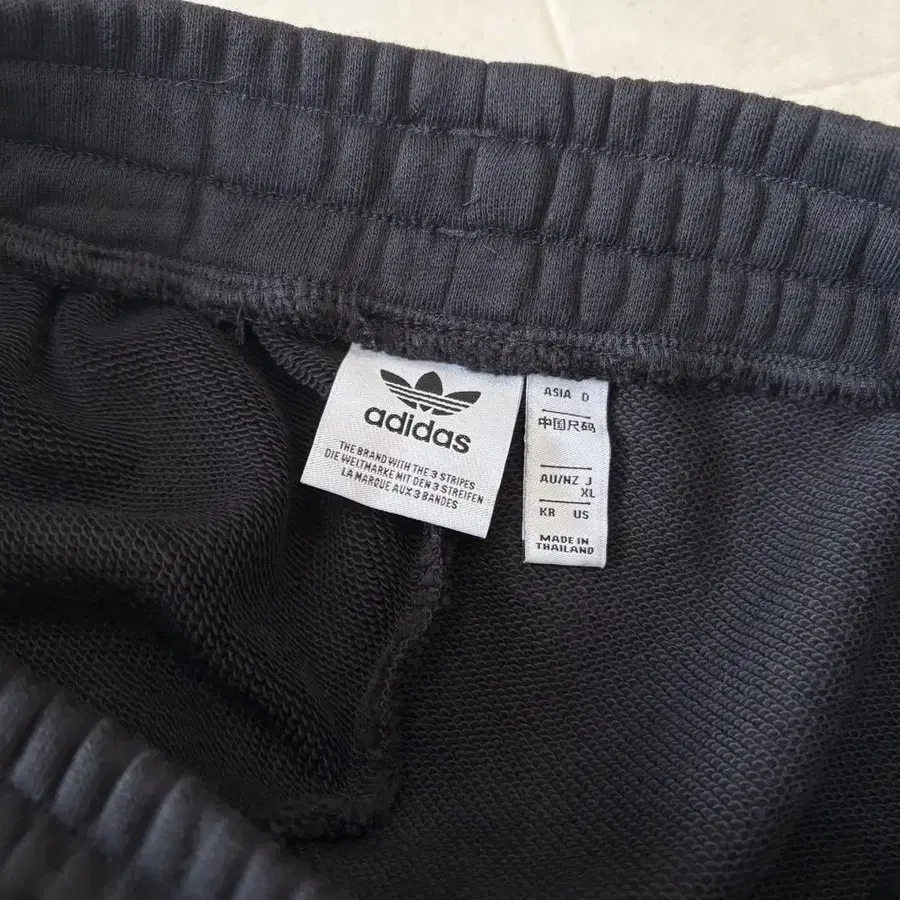 adidas
THE BRAND WITH THE 3 STRIPES
DIE WELTMARKE MIT DEN 3 STREIFEN
LA MARQUE AUX 3 BANDES
ASIA D
中国尺码
AU/NZ J
XL
KR US
MADE IN
THAILAND